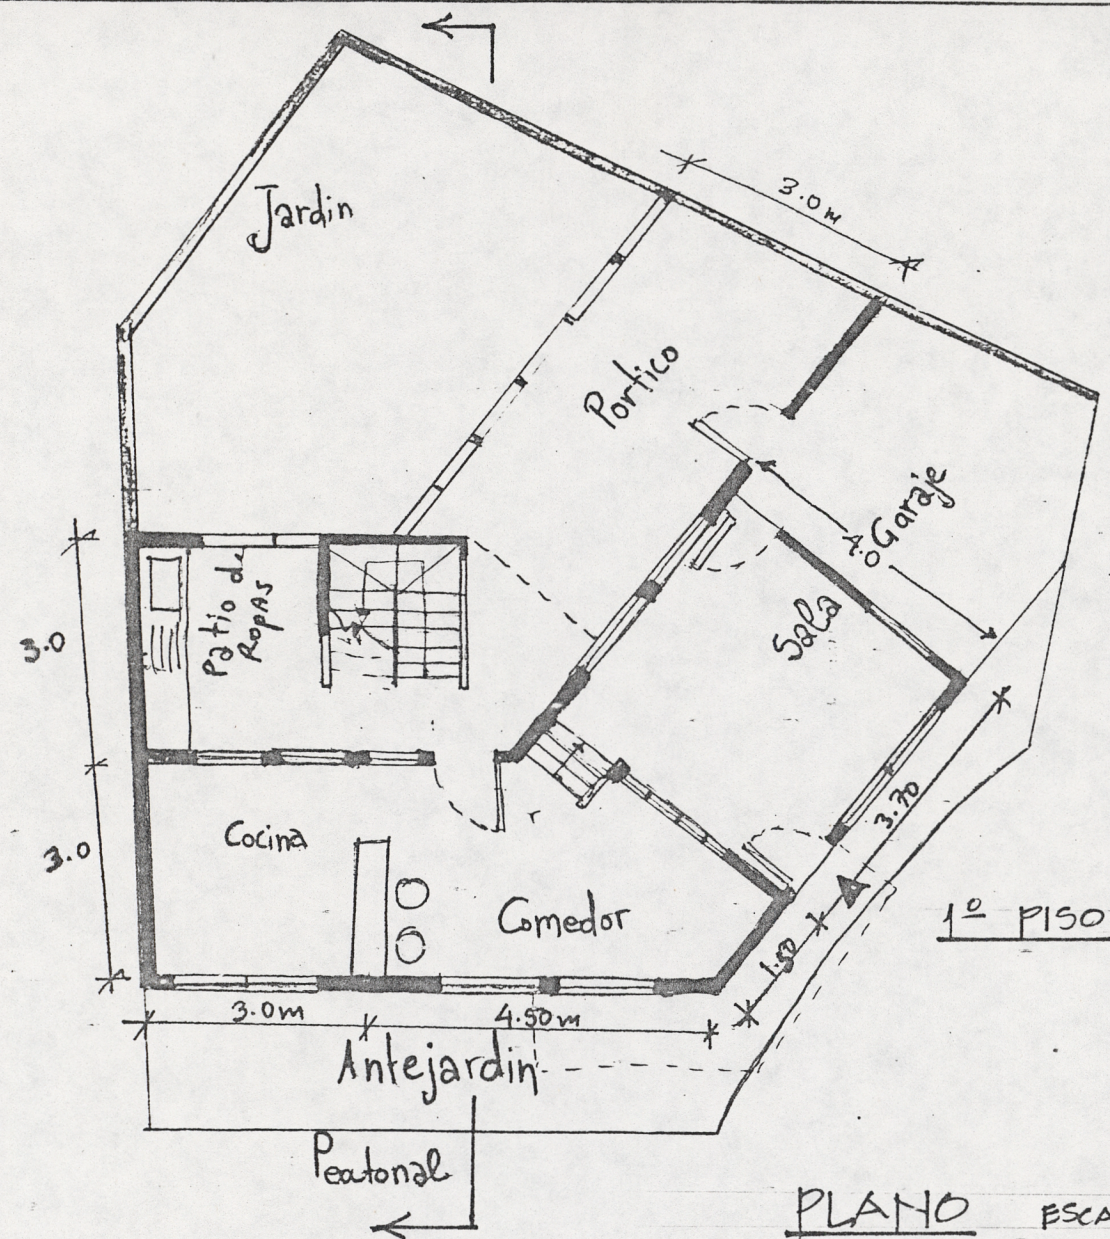 3.0m
Jardin
Portico
Garaje
4.0
Patio de
RopAs
Sala
3.0
3.70
Cocina
3.0
Comedor
1º PISO
1.50
3.0m
4.50m
Antejardin
Peatonal
PLANO ESCA